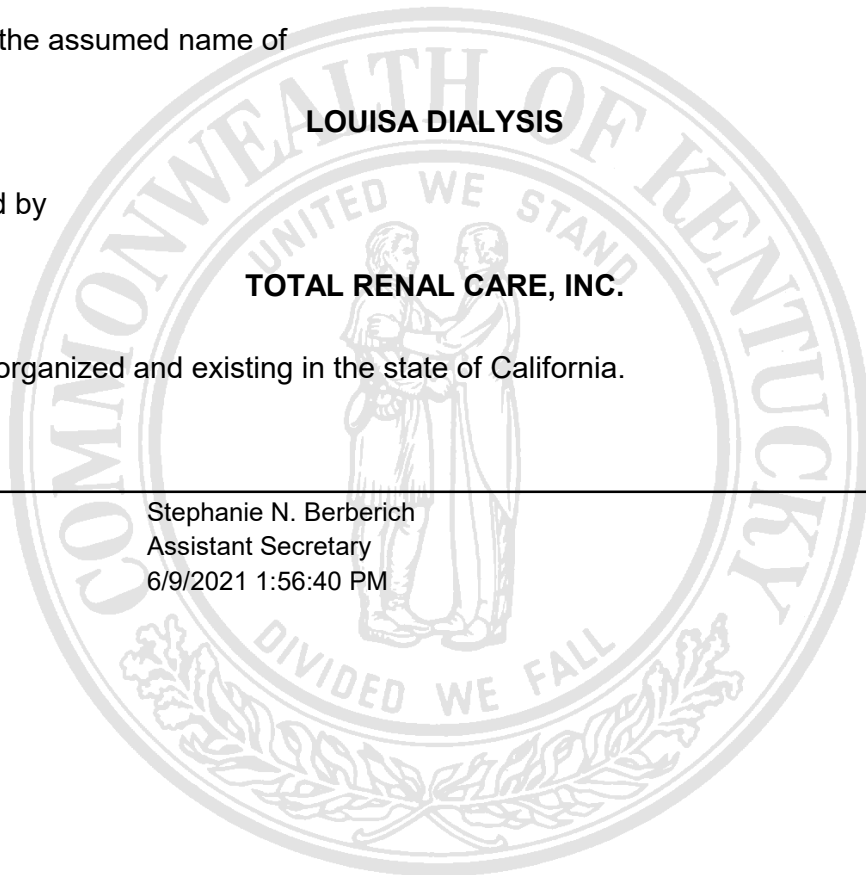 the assumed name of
LOUISA DIALYSIS
d by
TOTAL RENAL CARE, INC.
organized and existing in the state of California.
Stephanie N. Berberich
Assistant Secretary
6/9/2021 1:56:40 PM
COMMONWEALTH OF KENTUCKY
UNITED WE STAND
DIVIDED WE FALL